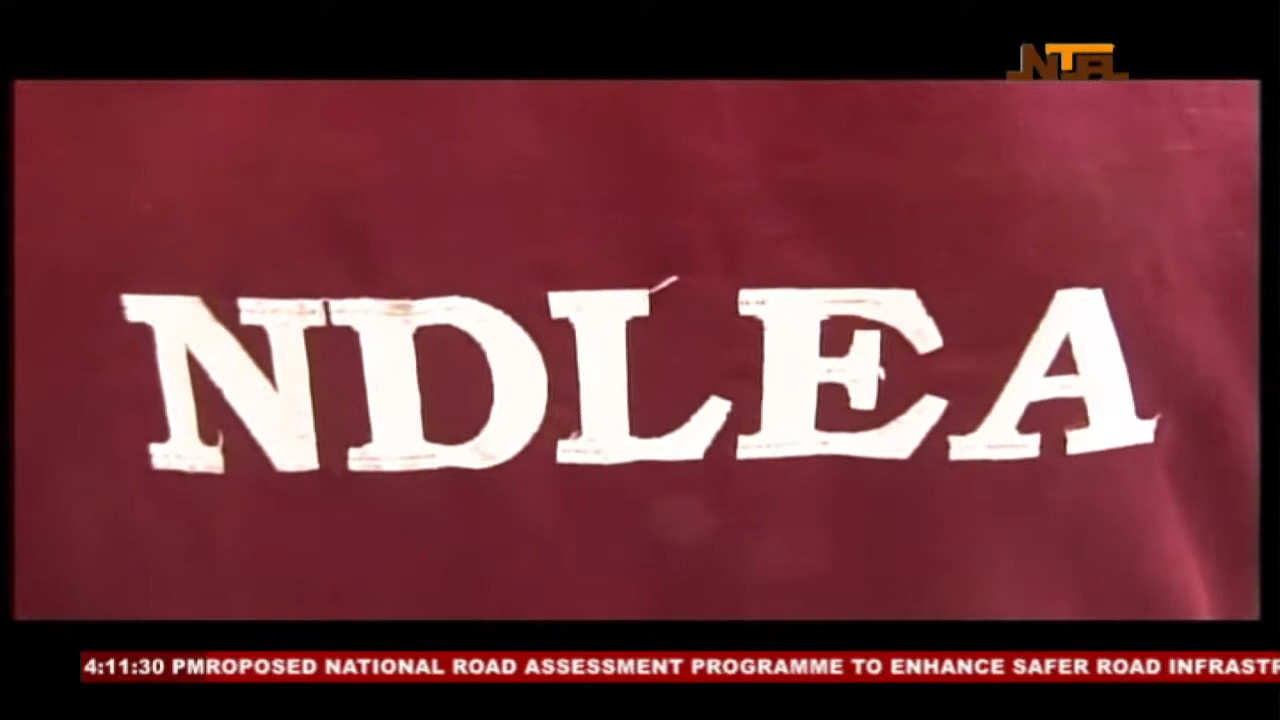 NTA
NDLEA
4:11:30 PM ROPOSED NATIONAL ROAD ASSESSMENT PROGRAMME TO ENHANCE SAFER ROAD INFRASTR